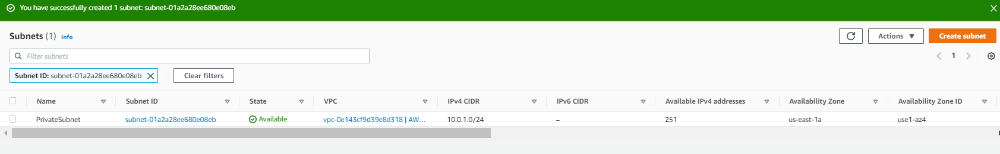 You have successfully created 1 subnet: subnet-01a2a28ee680e08eb
Subnets (1) Info
Actions
Create subnet
Filter subnets
1
Subnet ID: subnet-01a2a28ee680e08eb
Clear filters
Name Subnet ID State VPC IPv4 CIDR IPv6 CIDR Available IPv4 addresses Availability Zone Availability Zone ID
PrivateSubnet subnet-01a2a28ee680e08eb Available vpc-0e143cf9d39e8d318 | AW... 10.0.1.0/24 – 251 us-east-1a use1-az4